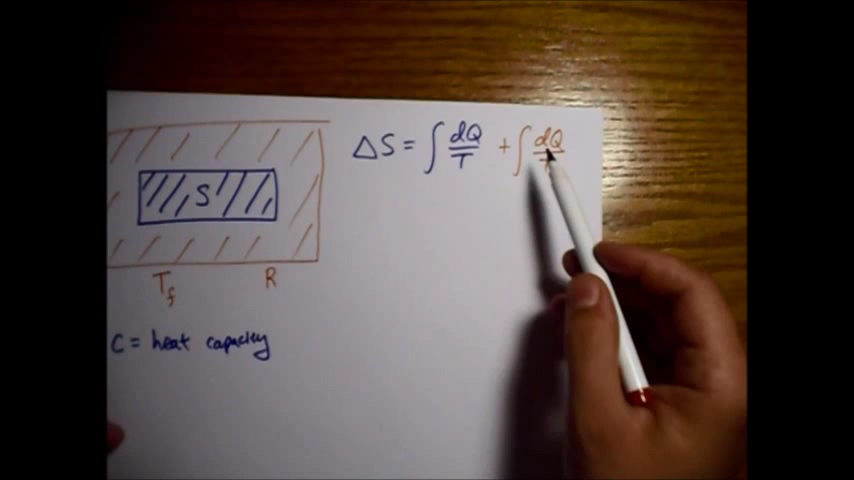 ΔS = ∫ dQ/T + ∫ dQ/T
S
T_f R
C = heat capacity